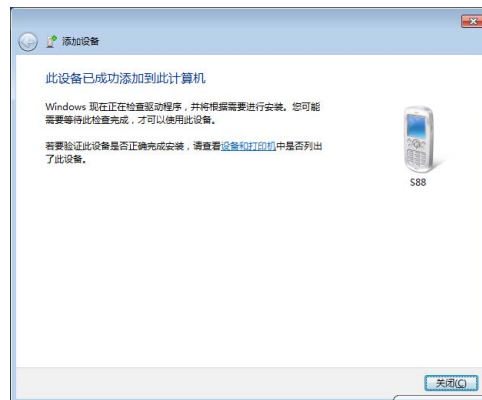 添加设备
此设备已成功添加到此计算机
Windows 现在正在检查驱动程序，并将根据需要进行安装。您可能
需要等待此检查完成，才可以使用此设备。
若要验证此设备是否正确完成安装，请查看设备和打印机中是否列出
了此设备。
S88
关闭(C)